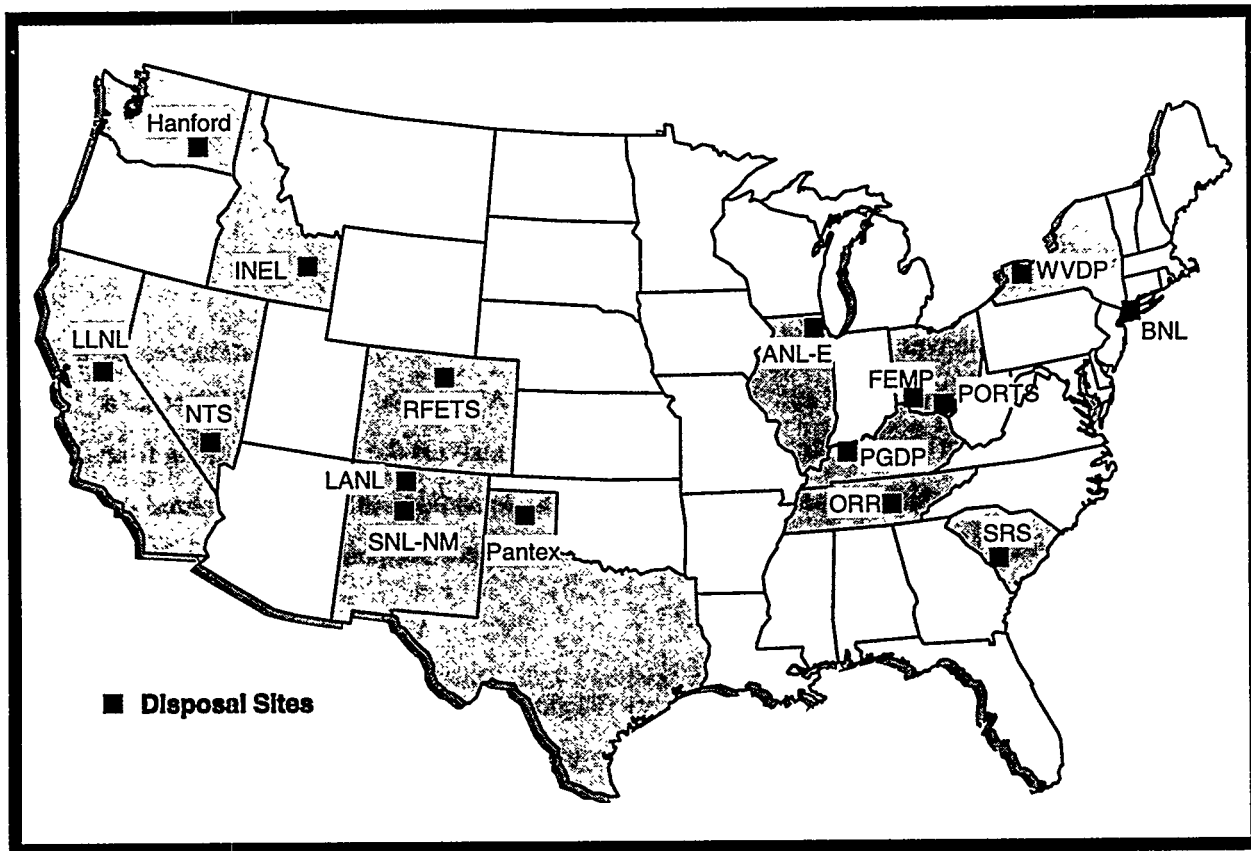 Hanford
INEL
WVDP
LLNL
BNL
ANL-E
FEMP
PORTS
NTS
RFETS
PGDP
LANL
ORR
SNL-NM
Pantex
SRS
Disposal Sites